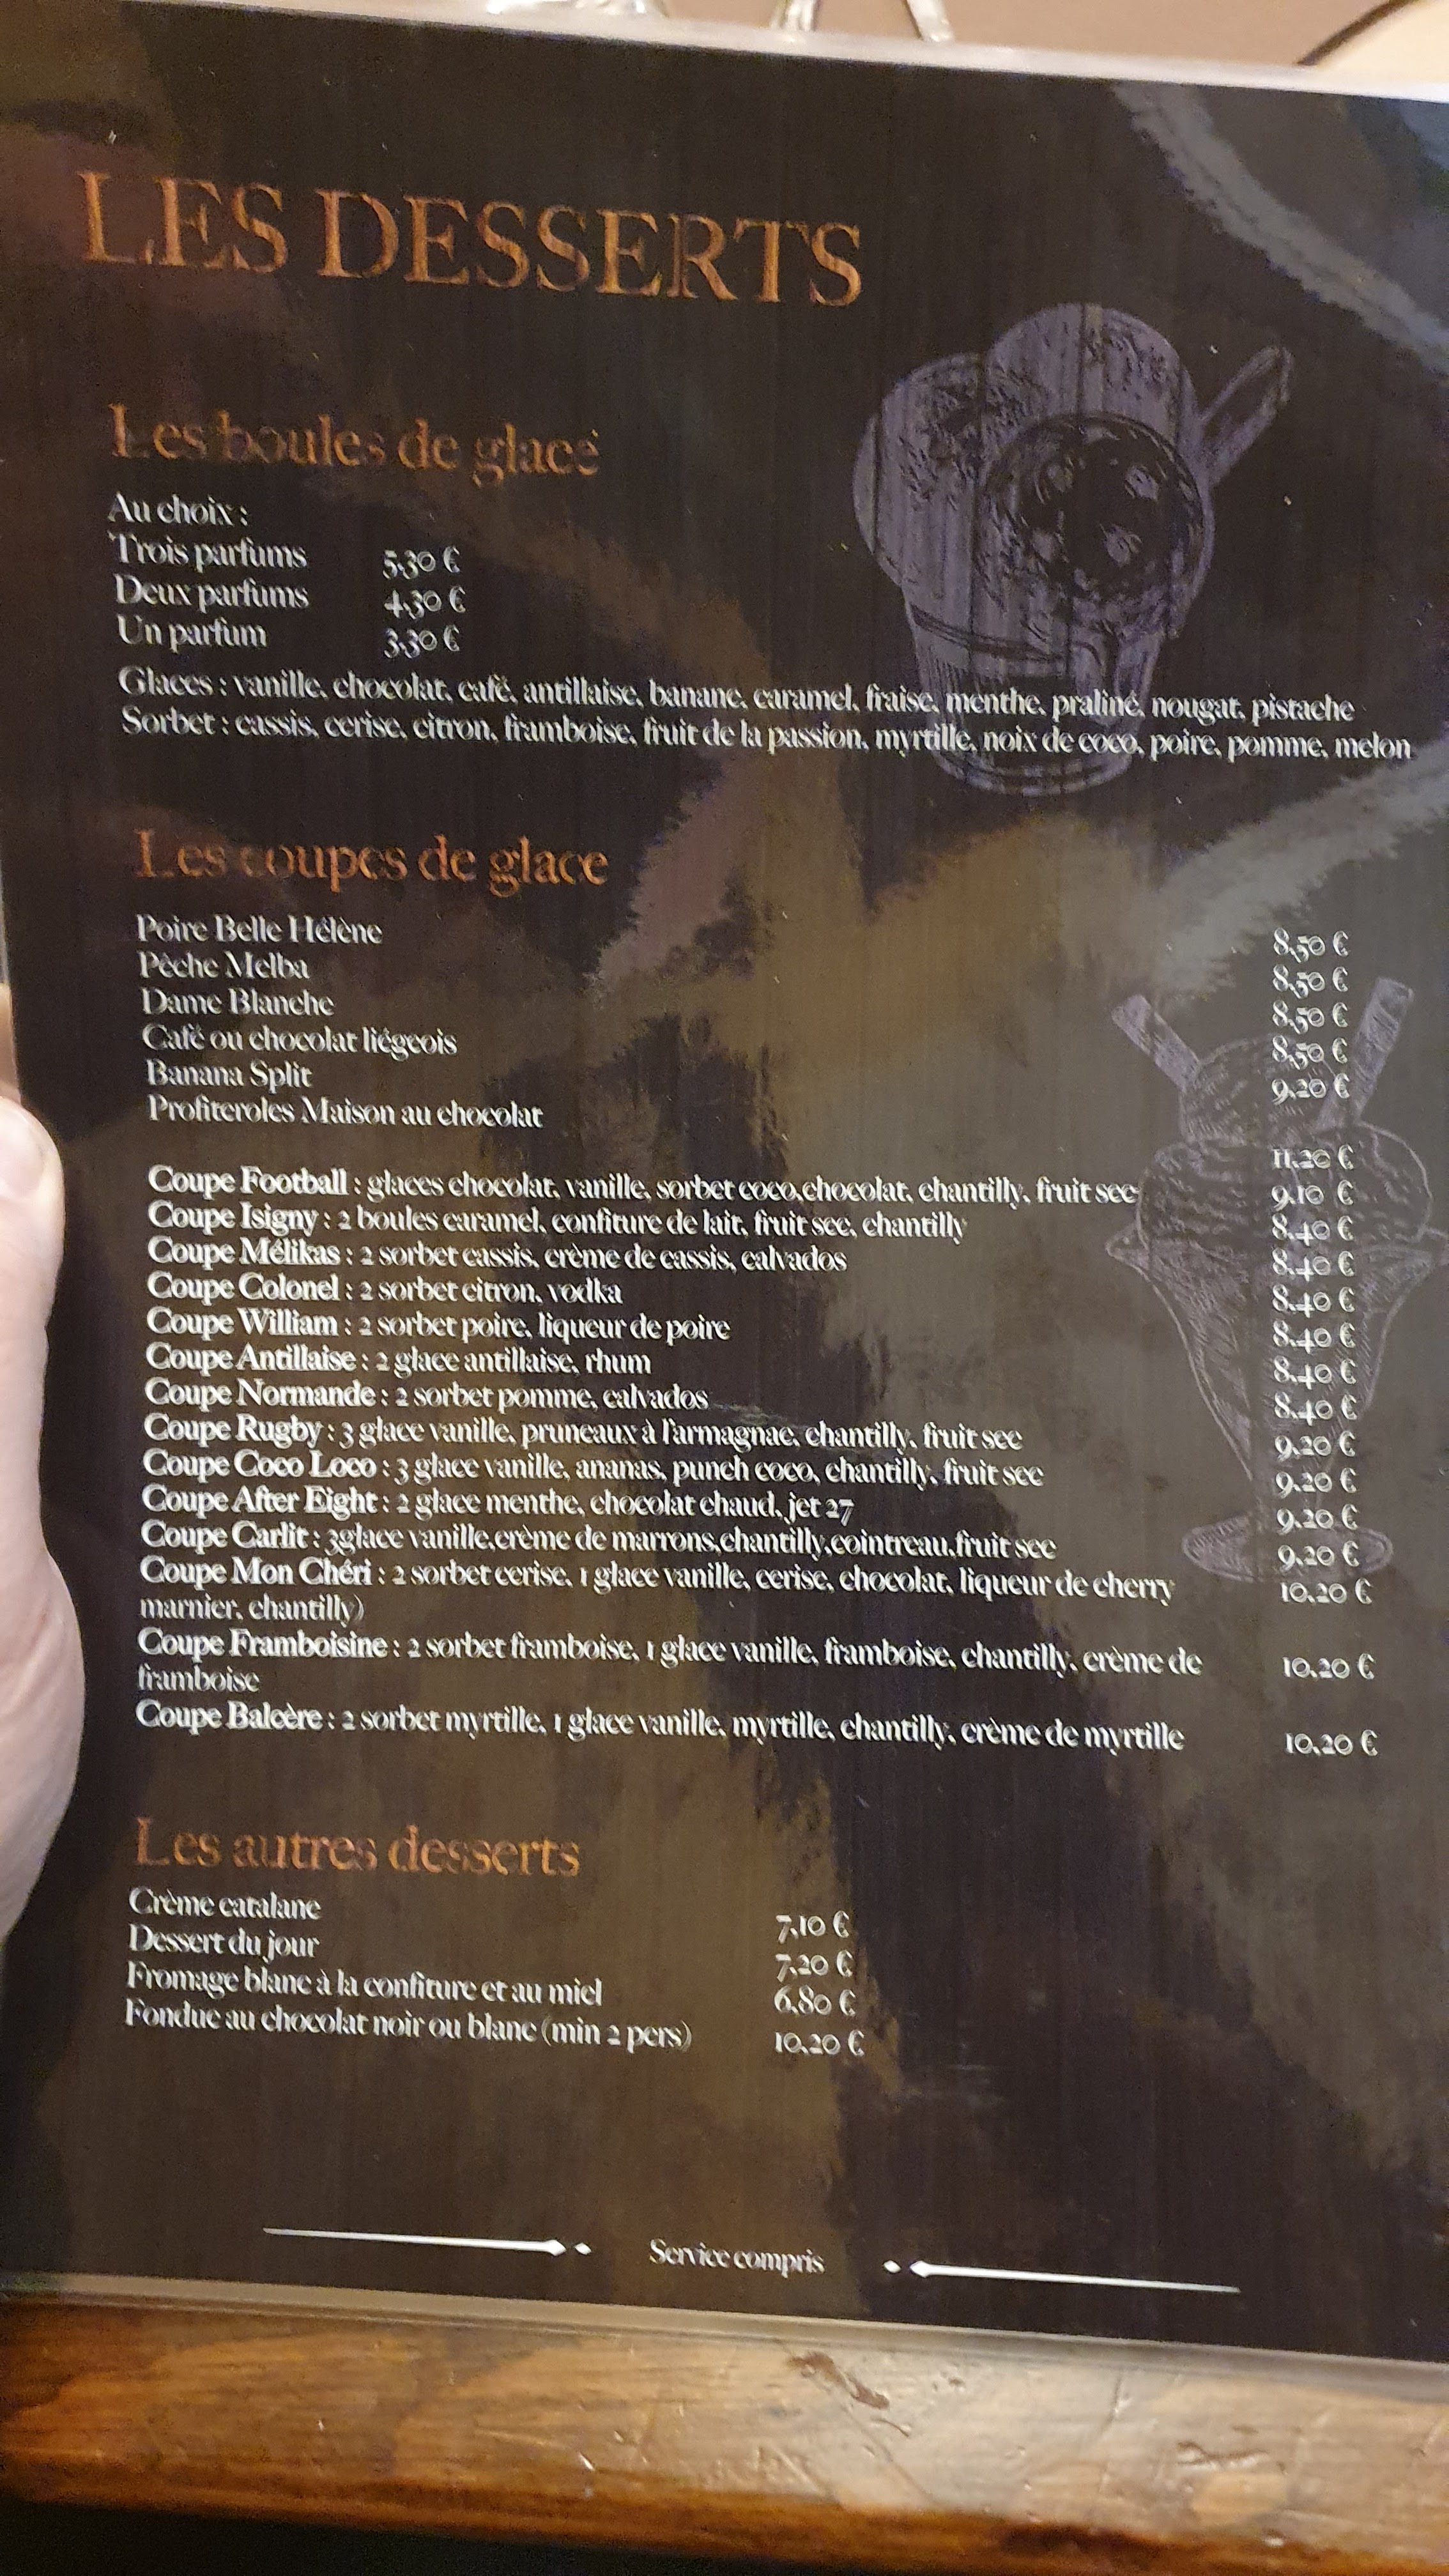 LES DESSERTS
Les boules de glace
Au choix :
Trois parfums 5,30 €
Deux parfums 4,30 €
Un parfum 3,30 €
Glaces : vanille, chocolat, café, antillaise, banane, caramel, fraise, menthe, praliné, nougat, pistache
Sorbet : cassis, cerise, citron, framboise, fruit de la passion, myrtille, noix de coco, poire, pomme, melon
Les coupes de glace
Poire Belle Hélène 8,50 €
Pêche Melba 8,50 €
Dame Blanche 8,50 €
Café ou chocolat liégeois 8,50 €
Banana Split 9,20 €
Profiteroles Maison au chocolat
11,20 €
Coupe Football : glaces chocolat, vanille, sorbet coco,chocolat, chantilly, fruit sec 9,10 €
Coupe Isigny : 2 boules caramel, confiture de lait, fruit sec, chantilly 8,40 €
Coupe Mélikas : 2 sorbet cassis, crème de cassis, calvados 8,40 €
Coupe Colonel : 2 sorbet citron, vodka 8,40 €
Coupe William : 2 sorbet poire, liqueur de poire 8,40 €
Coupe Antillaise : 2 glace antillaise, rhum 8,40 €
Coupe Normande : 2 sorbet pomme, calvados 8,40 €
Coupe Rugby : 3 glace vanille, pruneaux à l'armagnac, chantilly, fruit sec 9,20 €
Coupe Coco Loco : 3 glace vanille, ananas, punch coco, chantilly, fruit sec 9,20 €
Coupe After Eight : 2 glace menthe, chocolat chaud, jet 27 9,20 €
Coupe Carlit : 3glace vanille,crème de marrons,chantilly,cointreau,fruit sec 9,20 €
Coupe Mon Chéri : 2 sorbet cerise, 1 glace vanille, cerise, chocolat, liqueur de cherry 10,20 €
marnier, chantilly)
Coupe Framboisine : 2 sorbet framboise, 1 glace vanille, framboise, chantilly, crème de 10,20 €
framboise
Coupe Balcère : 2 sorbet myrtille, 1 glace vanille, myrtille, chantilly, crème de myrtille 10,20 €
Les autres desserts
Crème catalane 7,10 €
Dessert du jour 7,20 €
Fromage blanc à la confiture et au miel 6,80 €
Fondue au chocolat noir ou blanc (min 2 pers) 10,20 €
Service compris